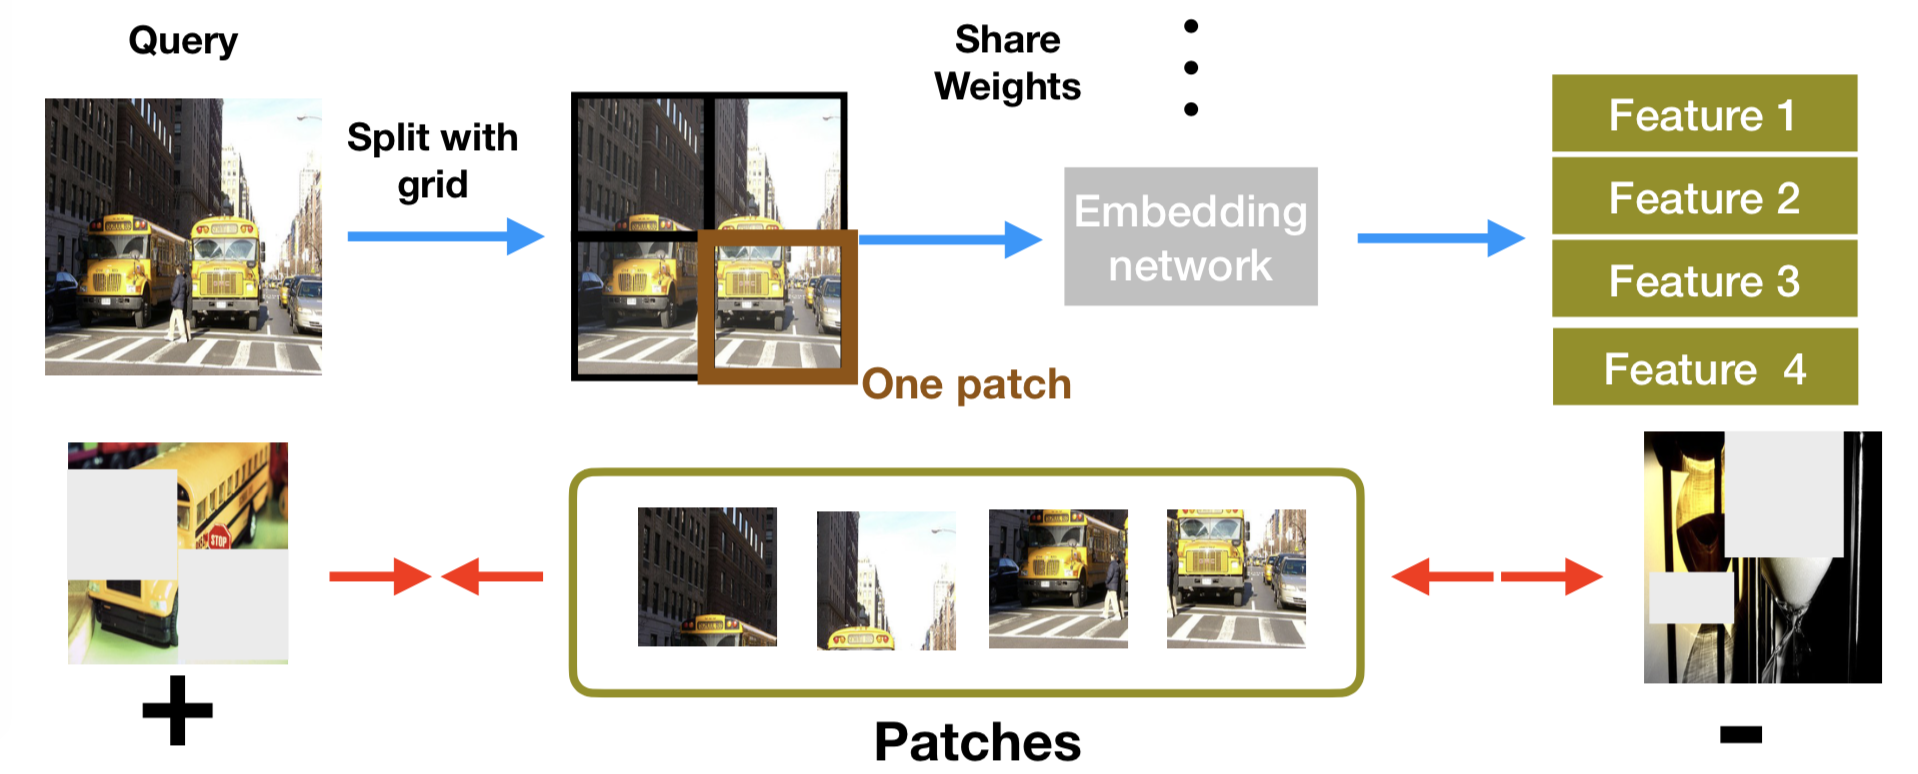 Query
Split with
grid
Share
Weights
Embedding
network
Feature 1
Feature 2
Feature 3
Feature 4
One patch
STOP
Patches